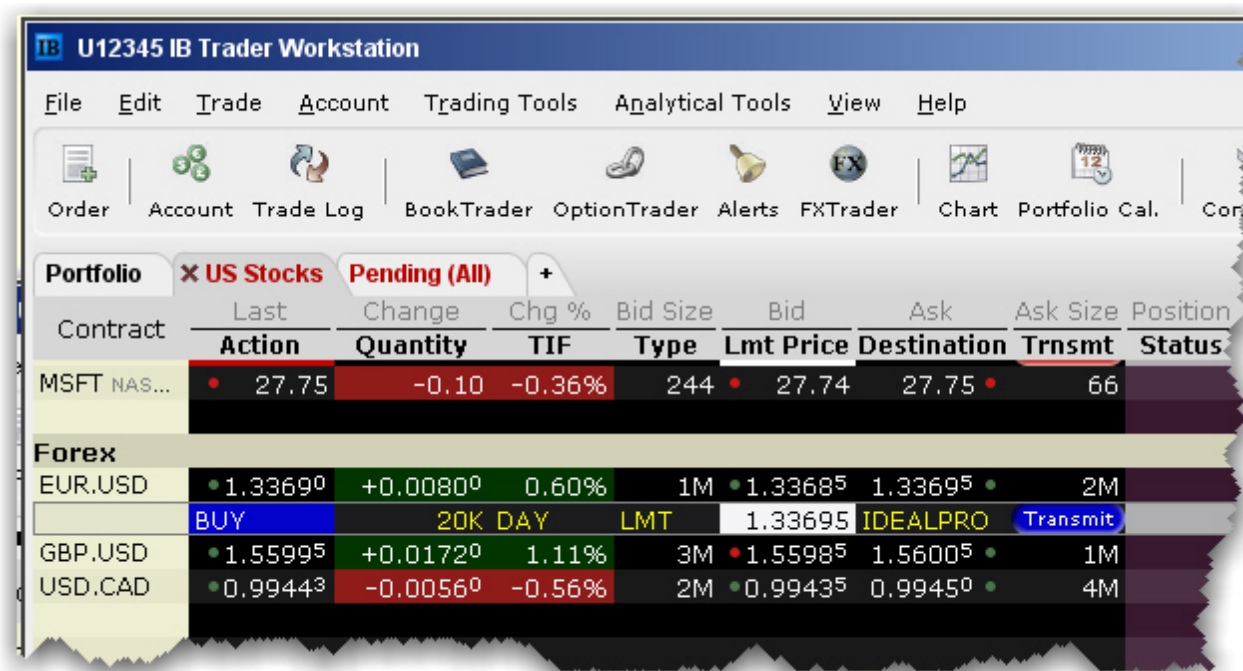 IB U12345 IB Trader Workstation
File Edit Trade Account Trading Tools Analytical Tools View Help
12
FX
Order Account Trade Log BookTrader OptionTrader Alerts FXTrader Chart Portfolio Cal.
Portfolio X US Stocks Pending (All) +
Contract Last Change Chg % Bid Size Bid Ask Ask Size Position
Action Quantity TIF Type Lmt Price Destination Trnsmt Status
MSFT NAS... 27.75 -0.10 -0.36% 244 27.74 27.75 66
Forex
EUR.USD 1.33690 +0.00800 0.60% 1M 1.33685 1.33695 2M
BUY 20K DAY LMT 1.33695 IDEALPRO Transmit
GBP.USD 1.55995 +0.01720 1.11% 3M 1.55985 1.56005 1M
USD.CAD 0.99443 -0.00560 -0.56% 2M 0.99435 0.99450 4M